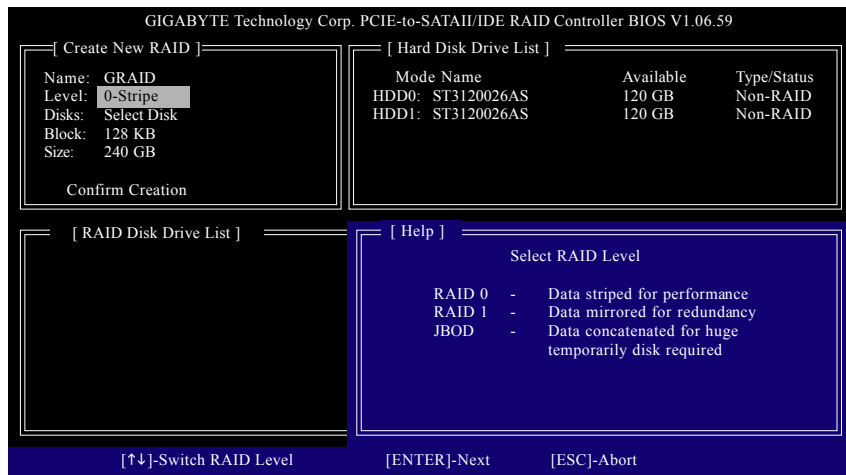 GIGABYTE Technology Corp. PCIE-to-SATAII/IDE RAID Controller BIOS V1.06.59
[ Create New RAID ]
Name: GRAID
Level: 0-Stripe
Disks: Select Disk
Block: 128 KB
Size: 240 GB
Confirm Creation
[ Hard Disk Drive List ]
Mode Name Available Type/Status
HDD0: ST3120026AS 120 GB Non-RAID
HDD1: ST3120026AS 120 GB Non-RAID
[ RAID Disk Drive List ]
[ Help ]
Select RAID Level
RAID 0 - Data striped for performance
RAID 1 - Data mirrored for redundancy
JBOD - Data concatenated for huge
temporarily disk required
[↑↓]-Switch RAID Level [ENTER]-Next [ESC]-Abort